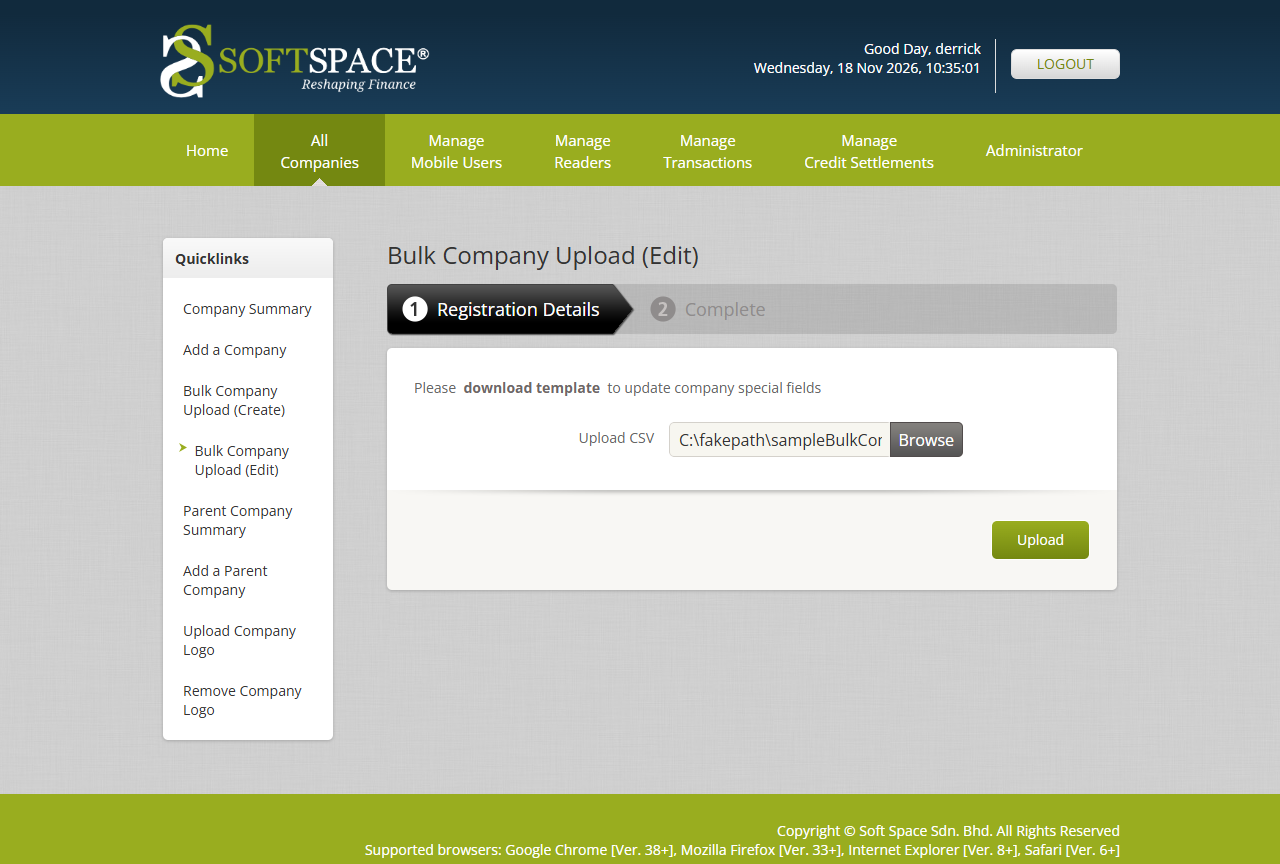 SOFTSPACE®
Reshaping Finance
Good Day, derrick
Wednesday, 18 Nov 2026, 10:35:01
LOGOUT
Home
All
Companies
Manage
Mobile Users
Manage
Readers
Manage
Transactions
Manage
Credit Settlements
Administrator
Quicklinks
Company Summary
Add a Company
Bulk Company
Upload (Create)
Bulk Company
Upload (Edit)
Parent Company
Summary
Add a Parent
Company
Upload Company
Logo
Remove Company
Logo
Bulk Company Upload (Edit)
1 Registration Details
2 Complete
Please download template to update company special fields
Upload CSV
C:\fakepath\sampleBulkCor
Browse
Upload
Copyright © Soft Space Sdn. Bhd. All Rights Reserved
Supported browsers: Google Chrome [Ver. 38+], Mozilla Firefox [Ver. 33+], Internet Explorer [Ver. 8+], Safari [Ver. 6+]